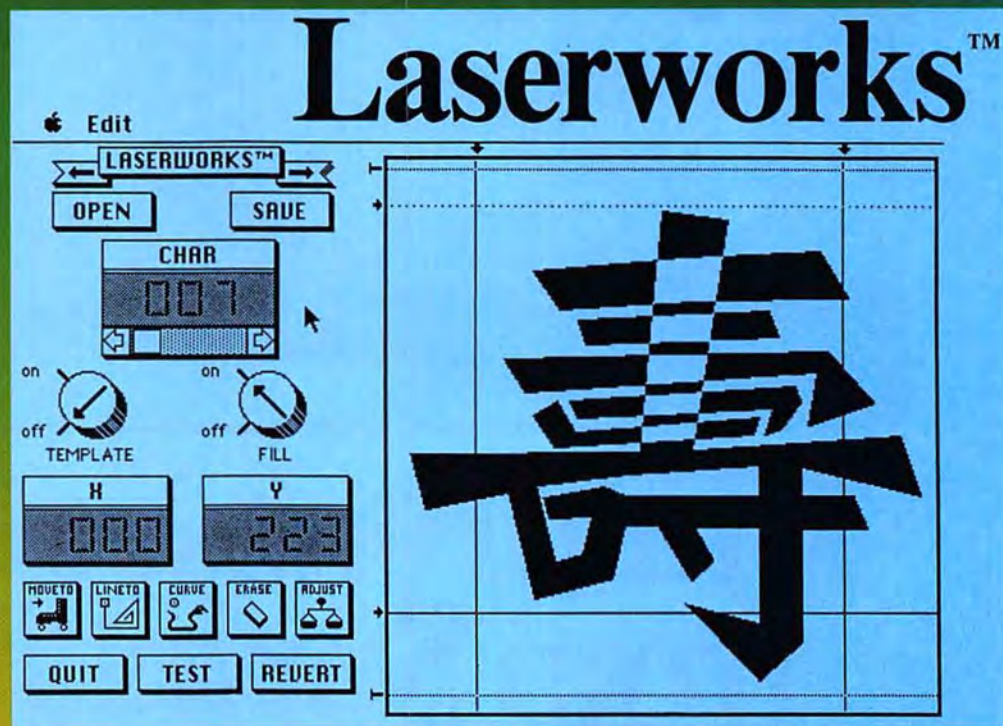 Laserworks™
Edit
LASERWORKS™
OPEN
SAVE
CHAR
007
on
off
TEMPLATE
on
off
FILL
X
000
Y
223
MOVETO
LINETO
CURVE
ERASE
ADJUST
QUIT
TEST
REVERT
壽